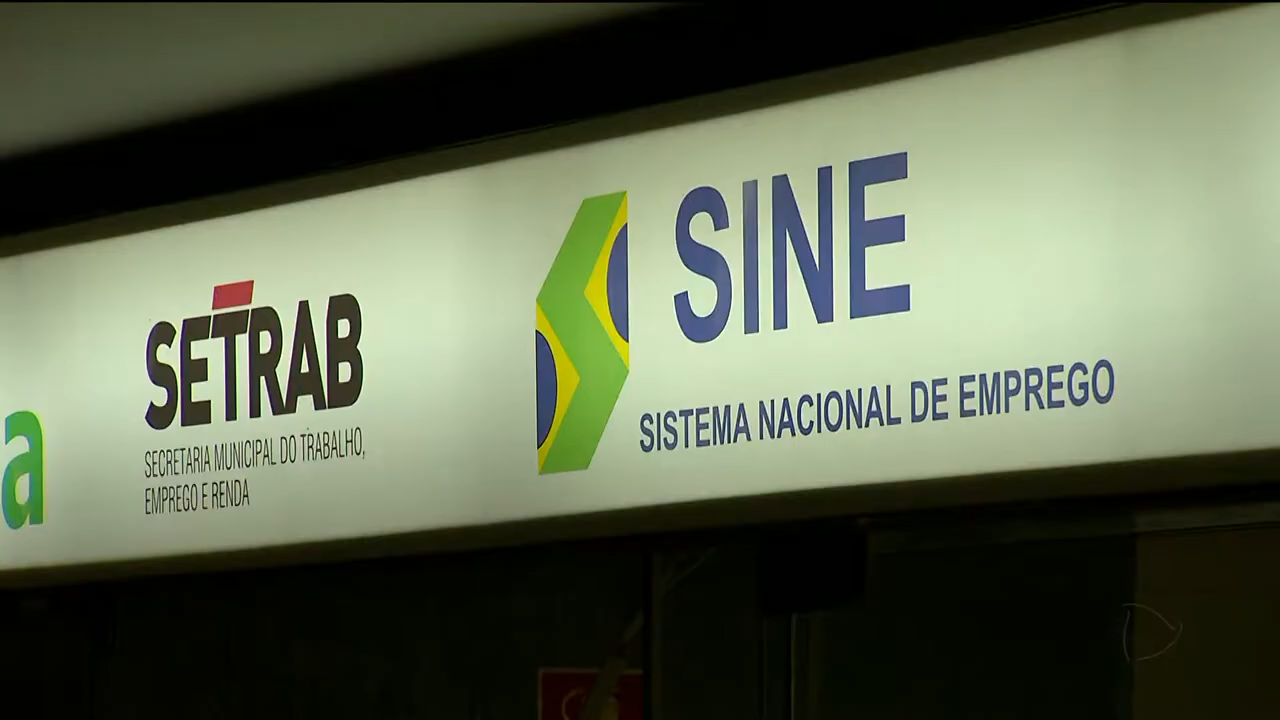 a
SETRAB
SECRETARIA MUNICIPAL DO TRABALHO,
EMPREGO E RENDA
SINE
SISTEMA NACIONAL DE EMPREGO